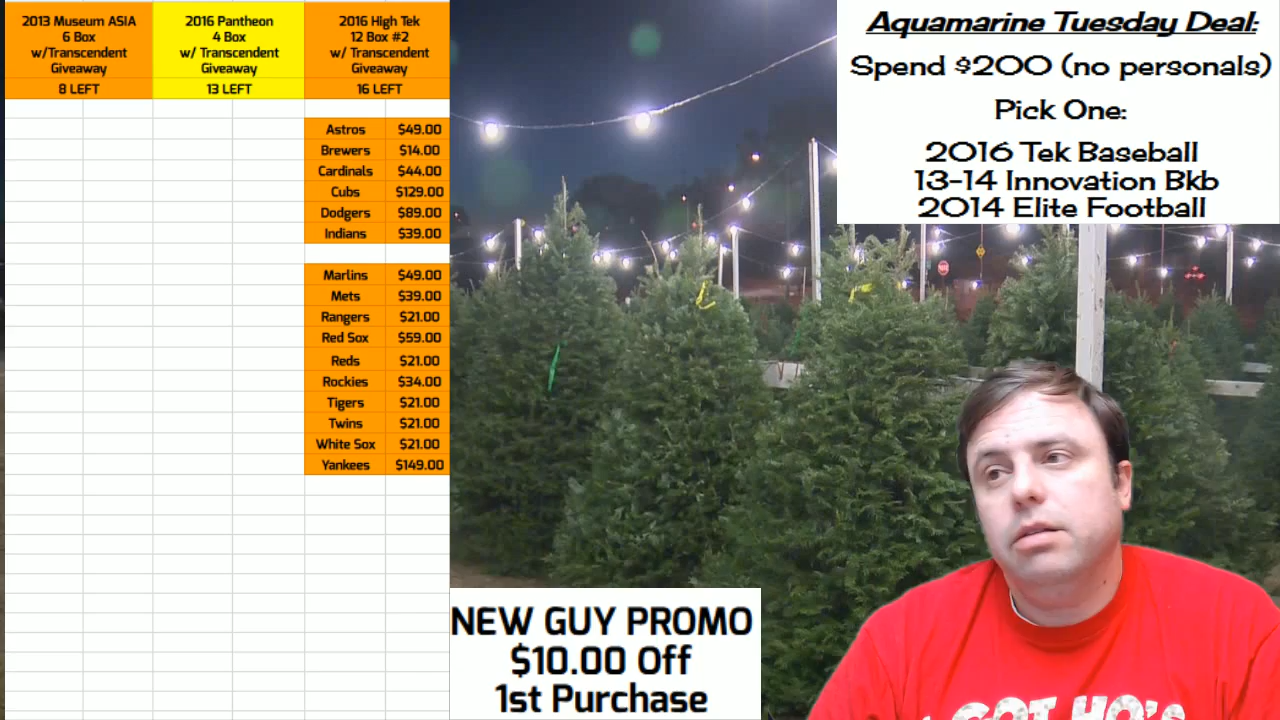 2013 Museum ASIA
6 Box
w/Transcendent
Giveaway
8 LEFT
2016 Pantheon
4 Box
w/ Transcendent
Giveaway
13 LEFT
2016 High Tek
12 Box #2
w/ Transcendent
Giveaway
16 LEFT
Astros $49.00
Brewers $14.00
Cardinals $44.00
Cubs $129.00
Dodgers $89.00
Indians $39.00
Marlins $49.00
Mets $39.00
Rangers $21.00
Red Sox $59.00
Reds $21.00
Rockies $34.00
Tigers $21.00
Twins $21.00
White Sox $21.00
Yankees $149.00
Aquamarine Tuesday Deal:
Spend $200 (no personals)
Pick One:
2016 Tek Baseball
13-14 Innovation Bkb
2014 Elite Football
NEW GUY PROMO
$10.00 Off
1st Purchase
GOT HO'S